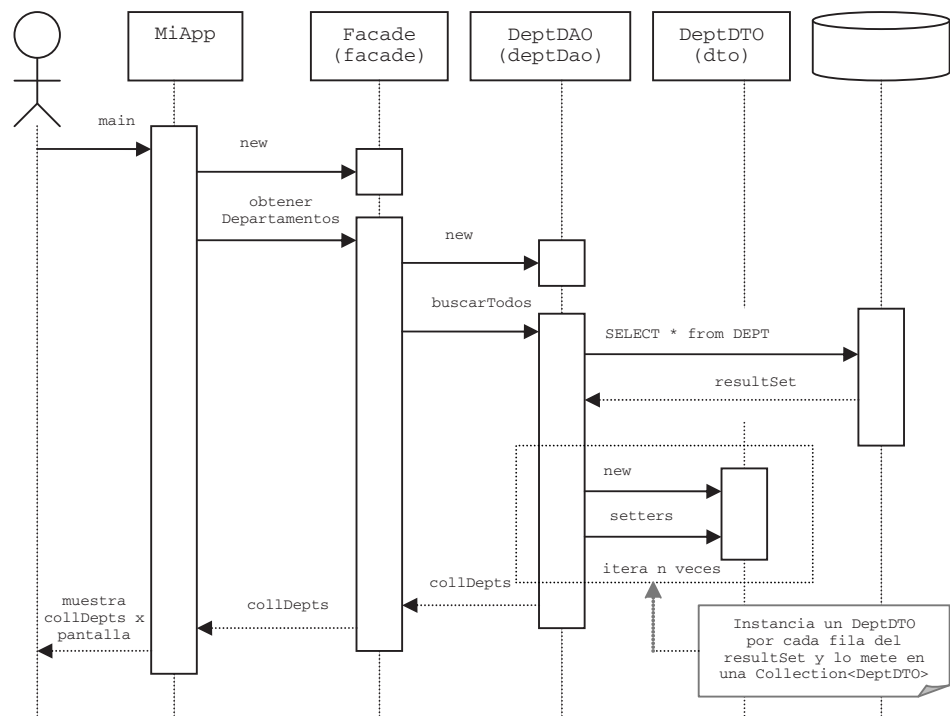 MiApp
Facade
(facade)
DeptDAO
(deptDao)
DeptDTO
(dto)
main
new
obtener
Departamentos
new
buscarTodos
SELECT * from DEPT
resultSet
new
setters
itera n veces
collDepts
collDepts
muestra
collDepts x
pantalla
Instancia un DeptDTO
por cada fila del
resultSet y lo mete en
una Collection<DeptDTO>